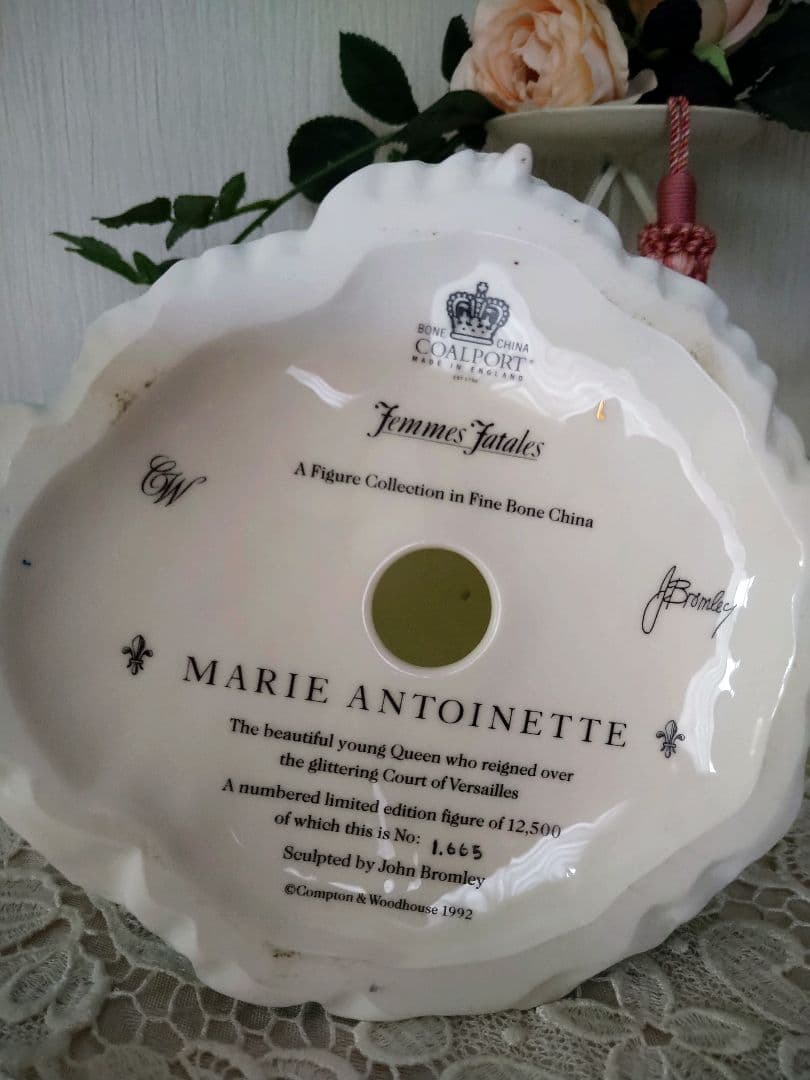 BONE CHINA
COALPORT®
MADE IN ENGLAND
Femmes Fatales
A Figure Collection in Fine Bone China
CW
J Bromley
MARIE ANTOINETTE
The beautiful young Queen who reigned over
the glittering Court of Versailles
A numbered limited edition figure of 12,500
of which this is No: 1.665
Sculpted by John Bromley
©Compton & Woodhouse 1992